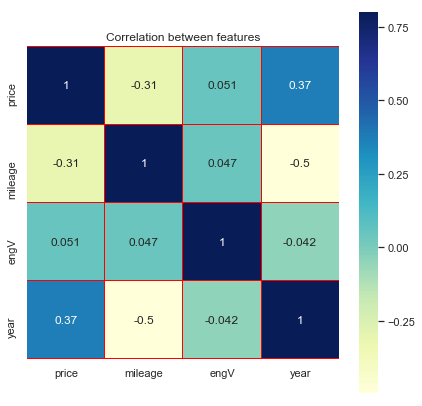 Correlation between features
price 1 -0.31 0.051 0.37
mileage -0.31 1 0.047 -0.5
engV 0.051 0.047 1 -0.042
year 0.37 -0.5 -0.042 1
price mileage engV year
0.75
0.50
0.25
0.00
−0.25